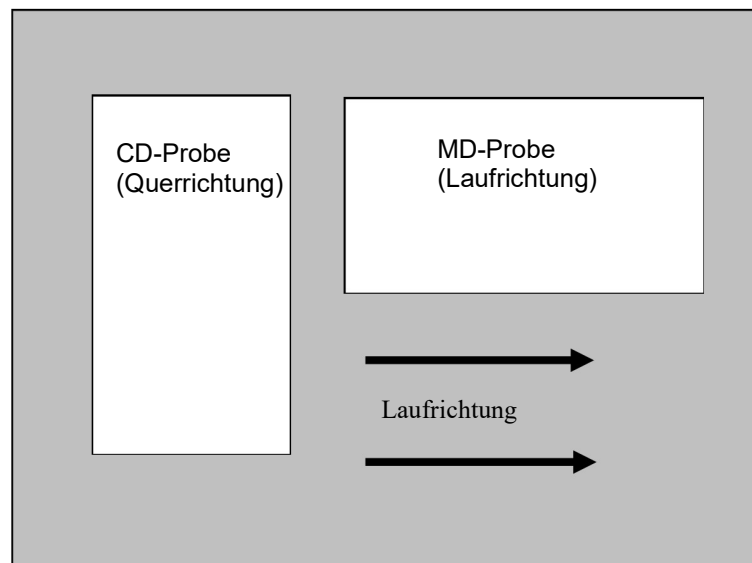 CD-Probe
(Querrichtung)
MD-Probe
(Laufrichtung)
Laufrichtung